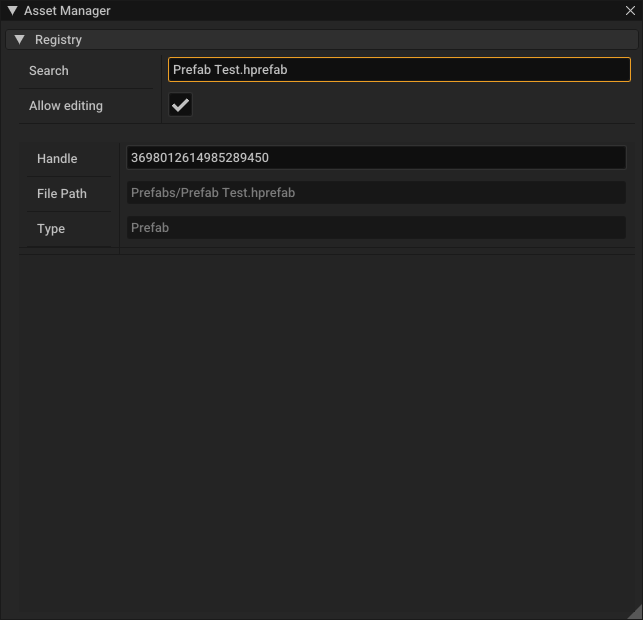 Asset Manager
Registry
Search Prefab Test.hprefab
Allow editing
Handle 3698012614985289450
File Path Prefabs/Prefab Test.hprefab
Type Prefab